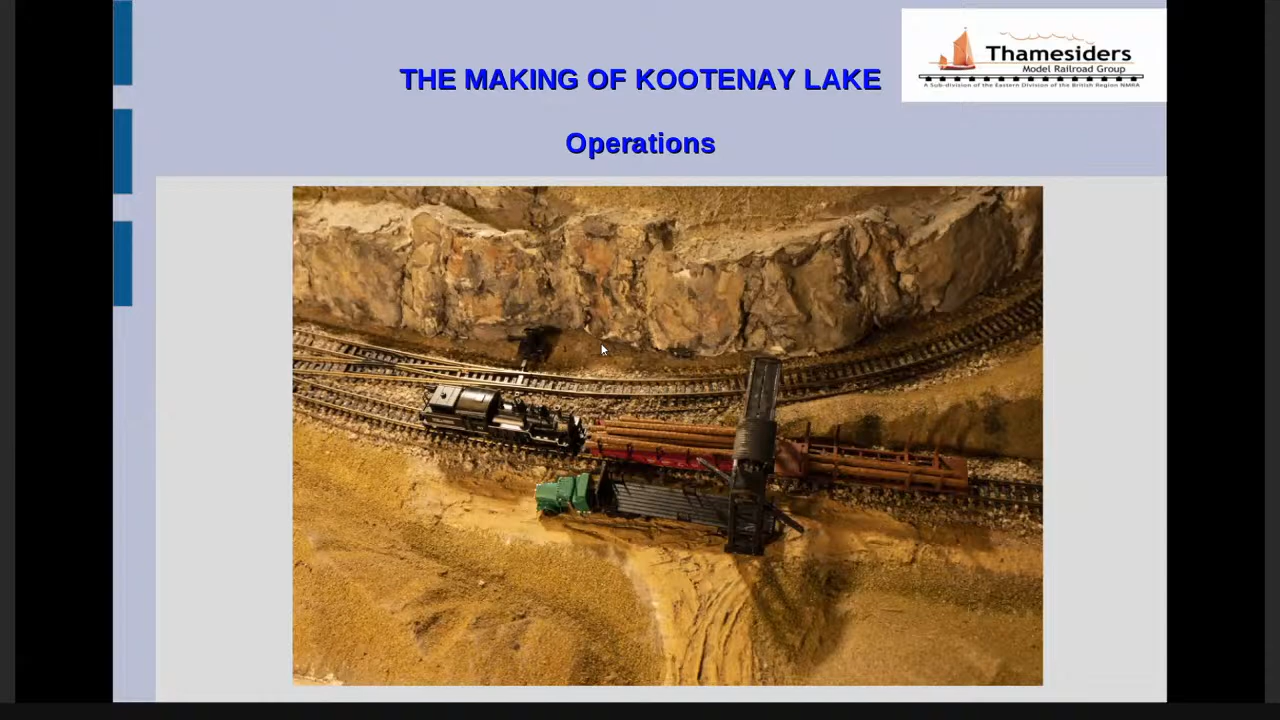 THE MAKING OF KOOTENAY LAKE
Thamesiders
Model Railroad Group
A Sub-division of the Eastern Division of the British Region NMRA
Operations